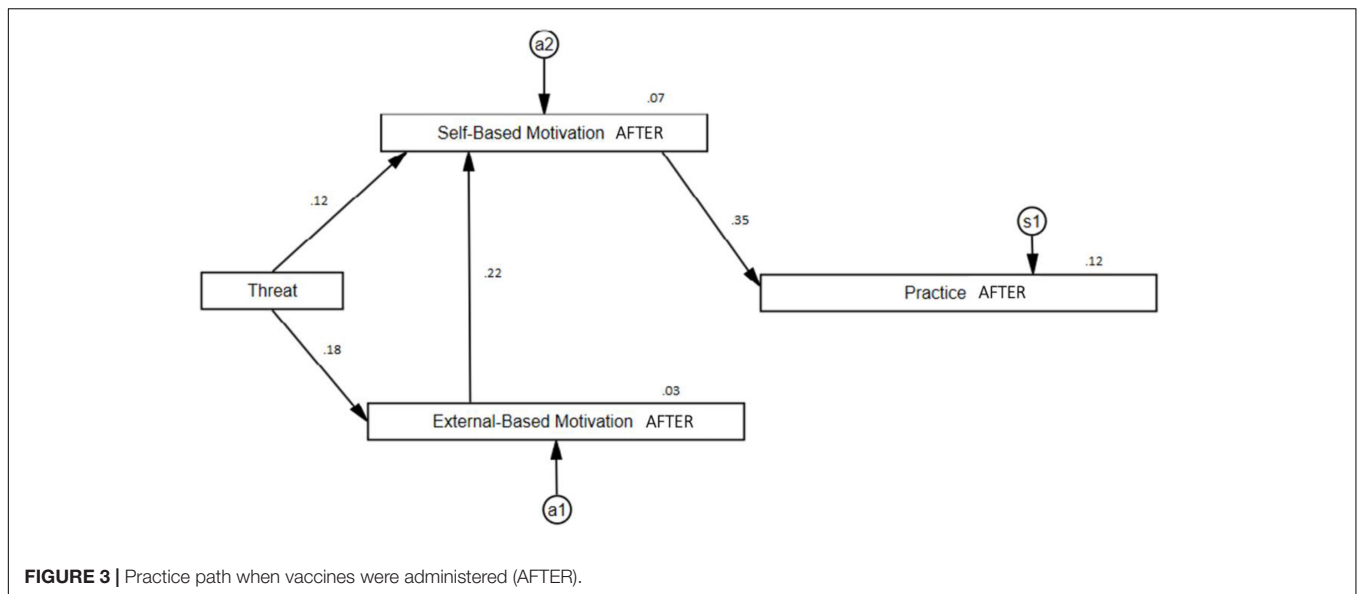 a2
.07
Self-Based Motivation AFTER
.12
.35
s1
.22
.12
Threat
Practice AFTER
.18
.03
External-Based Motivation AFTER
a1
FIGURE 3 | Practice path when vaccines were administered (AFTER).